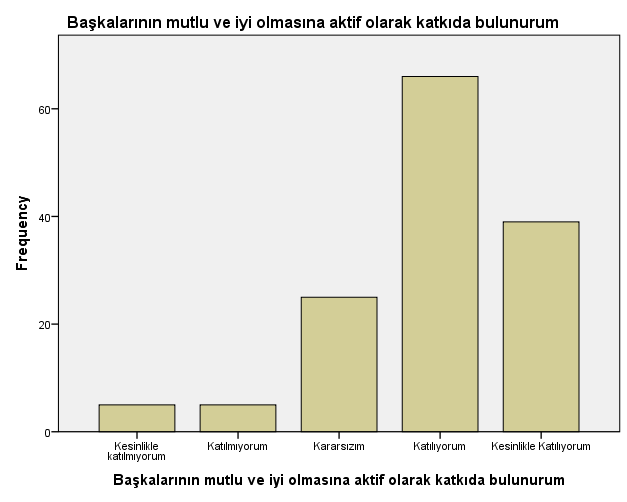 Başkalarının mutlu ve iyi olmasına aktif olarak katkıda bulunurum
60
40
20
0
Frequency
Kesinlikle
katılmıyorum
Katılmıyorum
Kararsızım
Katılıyorum
Kesinlikle Katılıyorum
Başkalarının mutlu ve iyi olmasına aktif olarak katkıda bulunurum